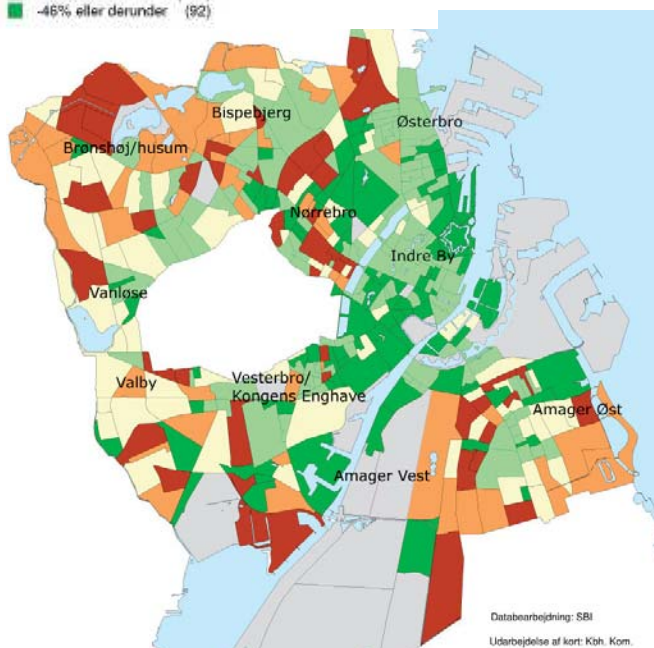 -46% eller derunder (92)
Bispebjerg
Østerbro
Brønshøj/husum
Nørrebro
Indre By
Vanløse
Valby
Vesterbro/
Kongens Enghave
Amager Øst
Amager Vest
Databearbejdning: SBI
Udarbejdelse af kort: Kbh. Kom.